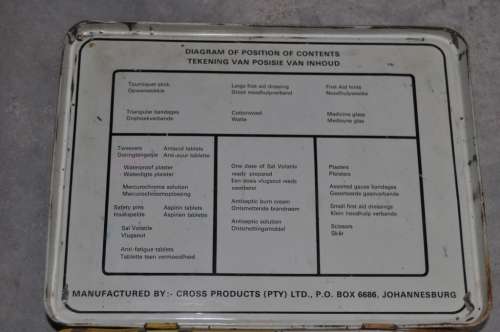 DIAGRAM OF POSITION OF CONTENTS
TEKENING VAN POSISIE VAN INHOUD
Tourniquet stick
Opwenstokkie
Large first aid dressing
Groot noodhulpverband
First Aid hints
Noodhulpwenke
Triangular bandages
Driehoekverbande
Cottonwool
Watte
Medicine glass
Medisyne glas
Tweezers
Doringtangetjie
Antacid tablets
Anti-suur tablette
Waterproof plaster
Waterdigte pleister
Mercurochrome solution
Mercurochromoplossing
Safety pins
Haakspelde
Aspirin tablets
Aspirien tablette
Sal Volatile
Vlugsout
Anti-fatigue tablets
Tablette teen vermoeidheid
One dose of Sal Volatile
ready prepared
Een dosis vlugsout reeds
voorberei
Antiseptic burn cream
Ontsmettende brandroom
Antiseptic solution
Ontsmettingsmiddel
Plasters
Pleisters
Assorted gauze bandages
Gesorteerde gaasverbande
Small first aid dressings
Klein noodhulp verbande
Scissors
Skêr
MANUFACTURED BY:- CROSS PRODUCTS (PTY) LTD., P.O. BOX 6686, JOHANNESBURG